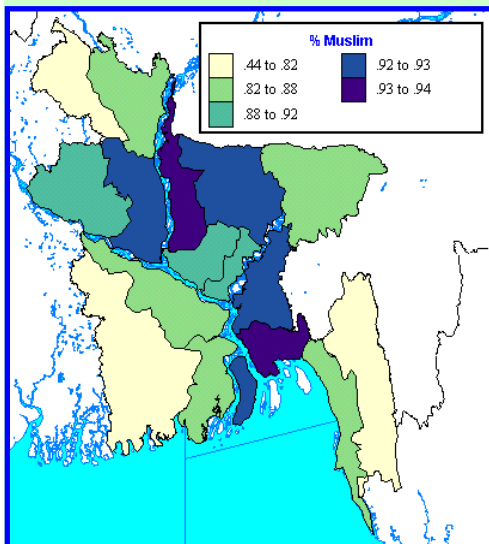 % Muslim
.44 to .82
.82 to .88
.88 to .92
.92 to .93
.93 to .94